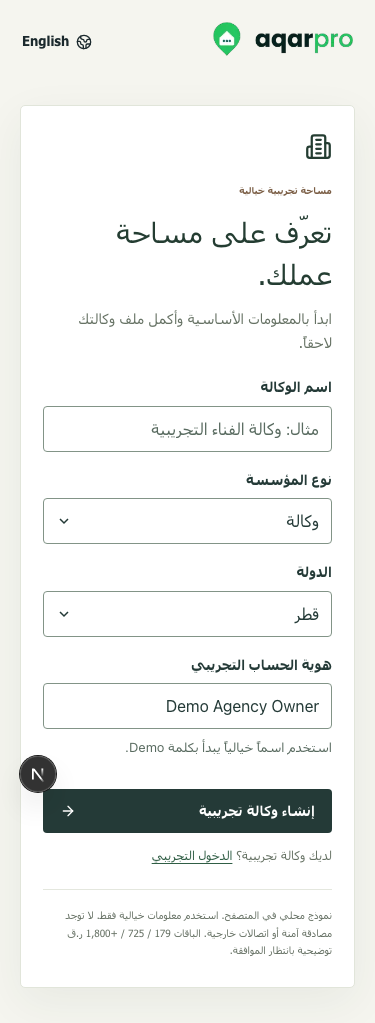 aqarpro
English
مساحة تجريبية خيالية
تعرّف على مساحة
عملك.
ابدأ بالمعلومات الأساسية وأكمل ملف وكالتك
لاحقاً.
اسم الوكالة
مثال: وكالة الفناء التجريبية
نوع المؤسسة
وكالة
الدولة
قطر
هوية الحساب التجريبي
Demo Agency Owner
استخدم اسماً خيالياً يبدأ بكلمة Demo.
N
إنشاء وكالة تجريبية
لديك وكالة تجريبية؟ الدخول التجريبي
نموذج محلي في المتصفح. استخدم معلومات خيالية فقط. لا توجد
مصادقة آمنة أو اتصالات خارجية. الباقات 179 / 725 / +1,800 ر.ق
توضيحية بانتظار الموافقة.